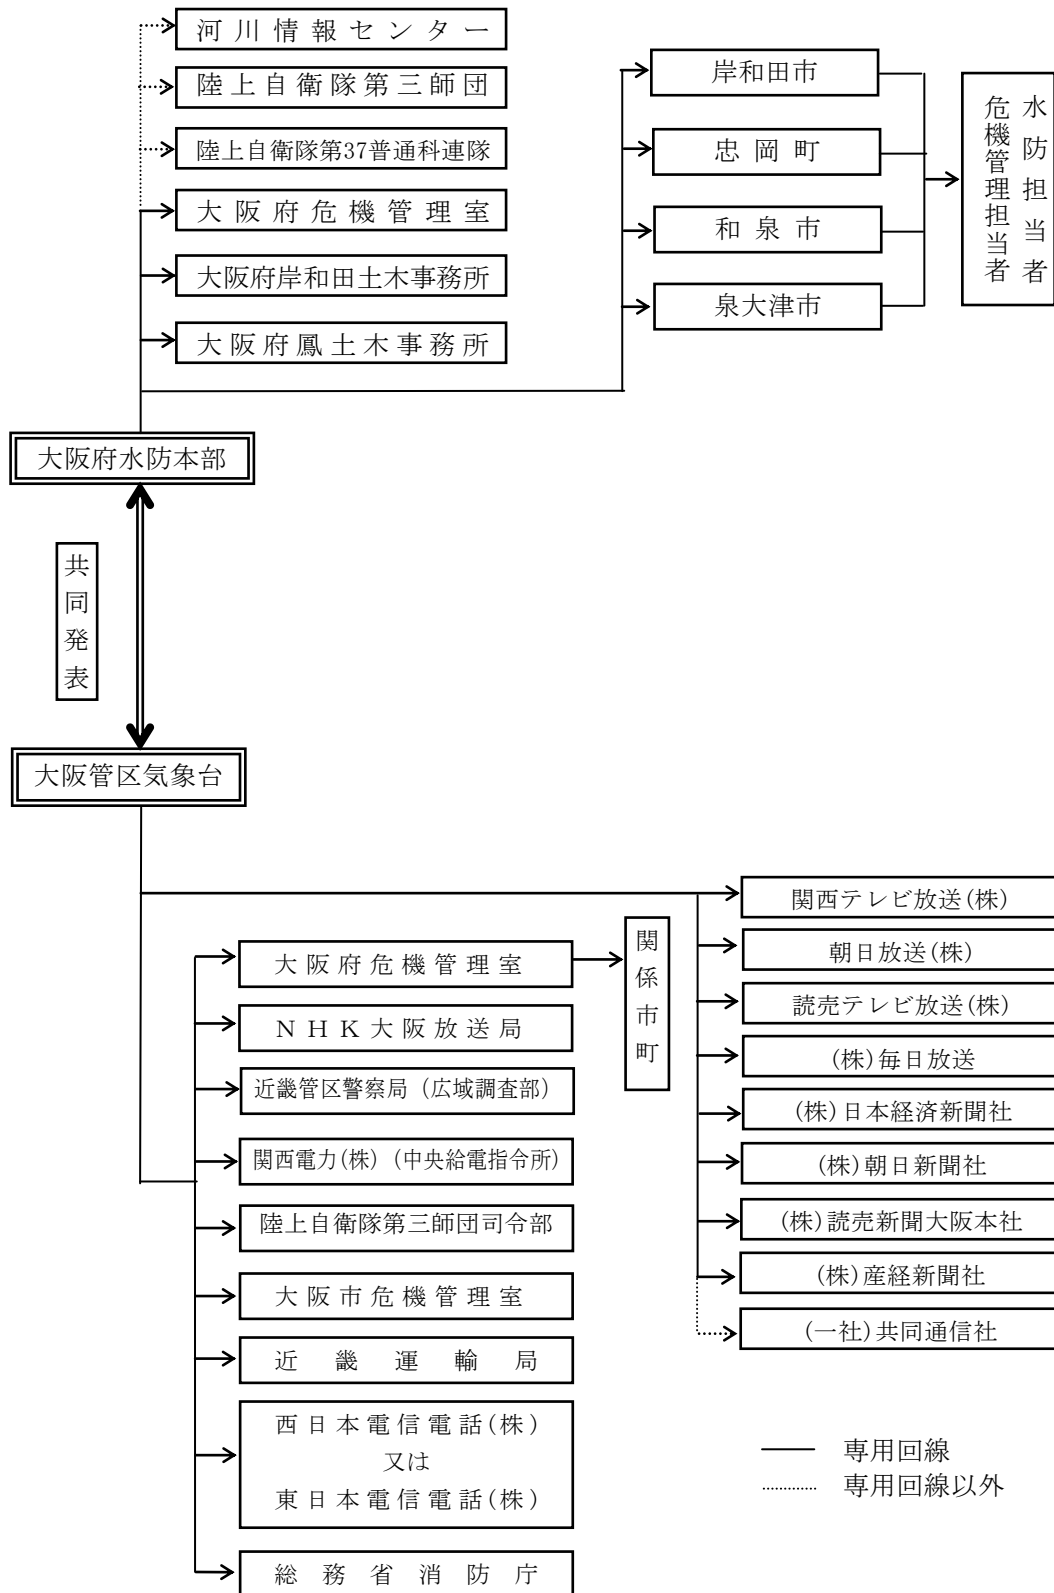 河川情報センター
陸上自衛隊第三師団
陸上自衛隊第37普通科連隊
大阪府危機管理室
大阪府岸和田土木事務所
大阪府鳳土木事務所
岸和田市
忠岡町
和泉市
泉大津市
水防担当者
危機管理担当者
大阪府水防本部
共同発表
大阪管区気象台
大阪府危機管理室
NHK大阪放送局
近畿管区警察局(広域調査部)
関西電力(株)(中央給電指令所)
陸上自衛隊第三師団司令部
大阪市危機管理室
近畿運輸局
西日本電信電話(株)
又は
東日本電信電話(株)
総務省消防庁
関係市町
関西テレビ放送(株)
朝日放送(株)
読売テレビ放送(株)
(株)毎日放送
(株)日本経済新聞社
(株)朝日新聞社
(株)読売新聞大阪本社
(株)産経新聞社
(一社)共同通信社
専用回線
専用回線以外